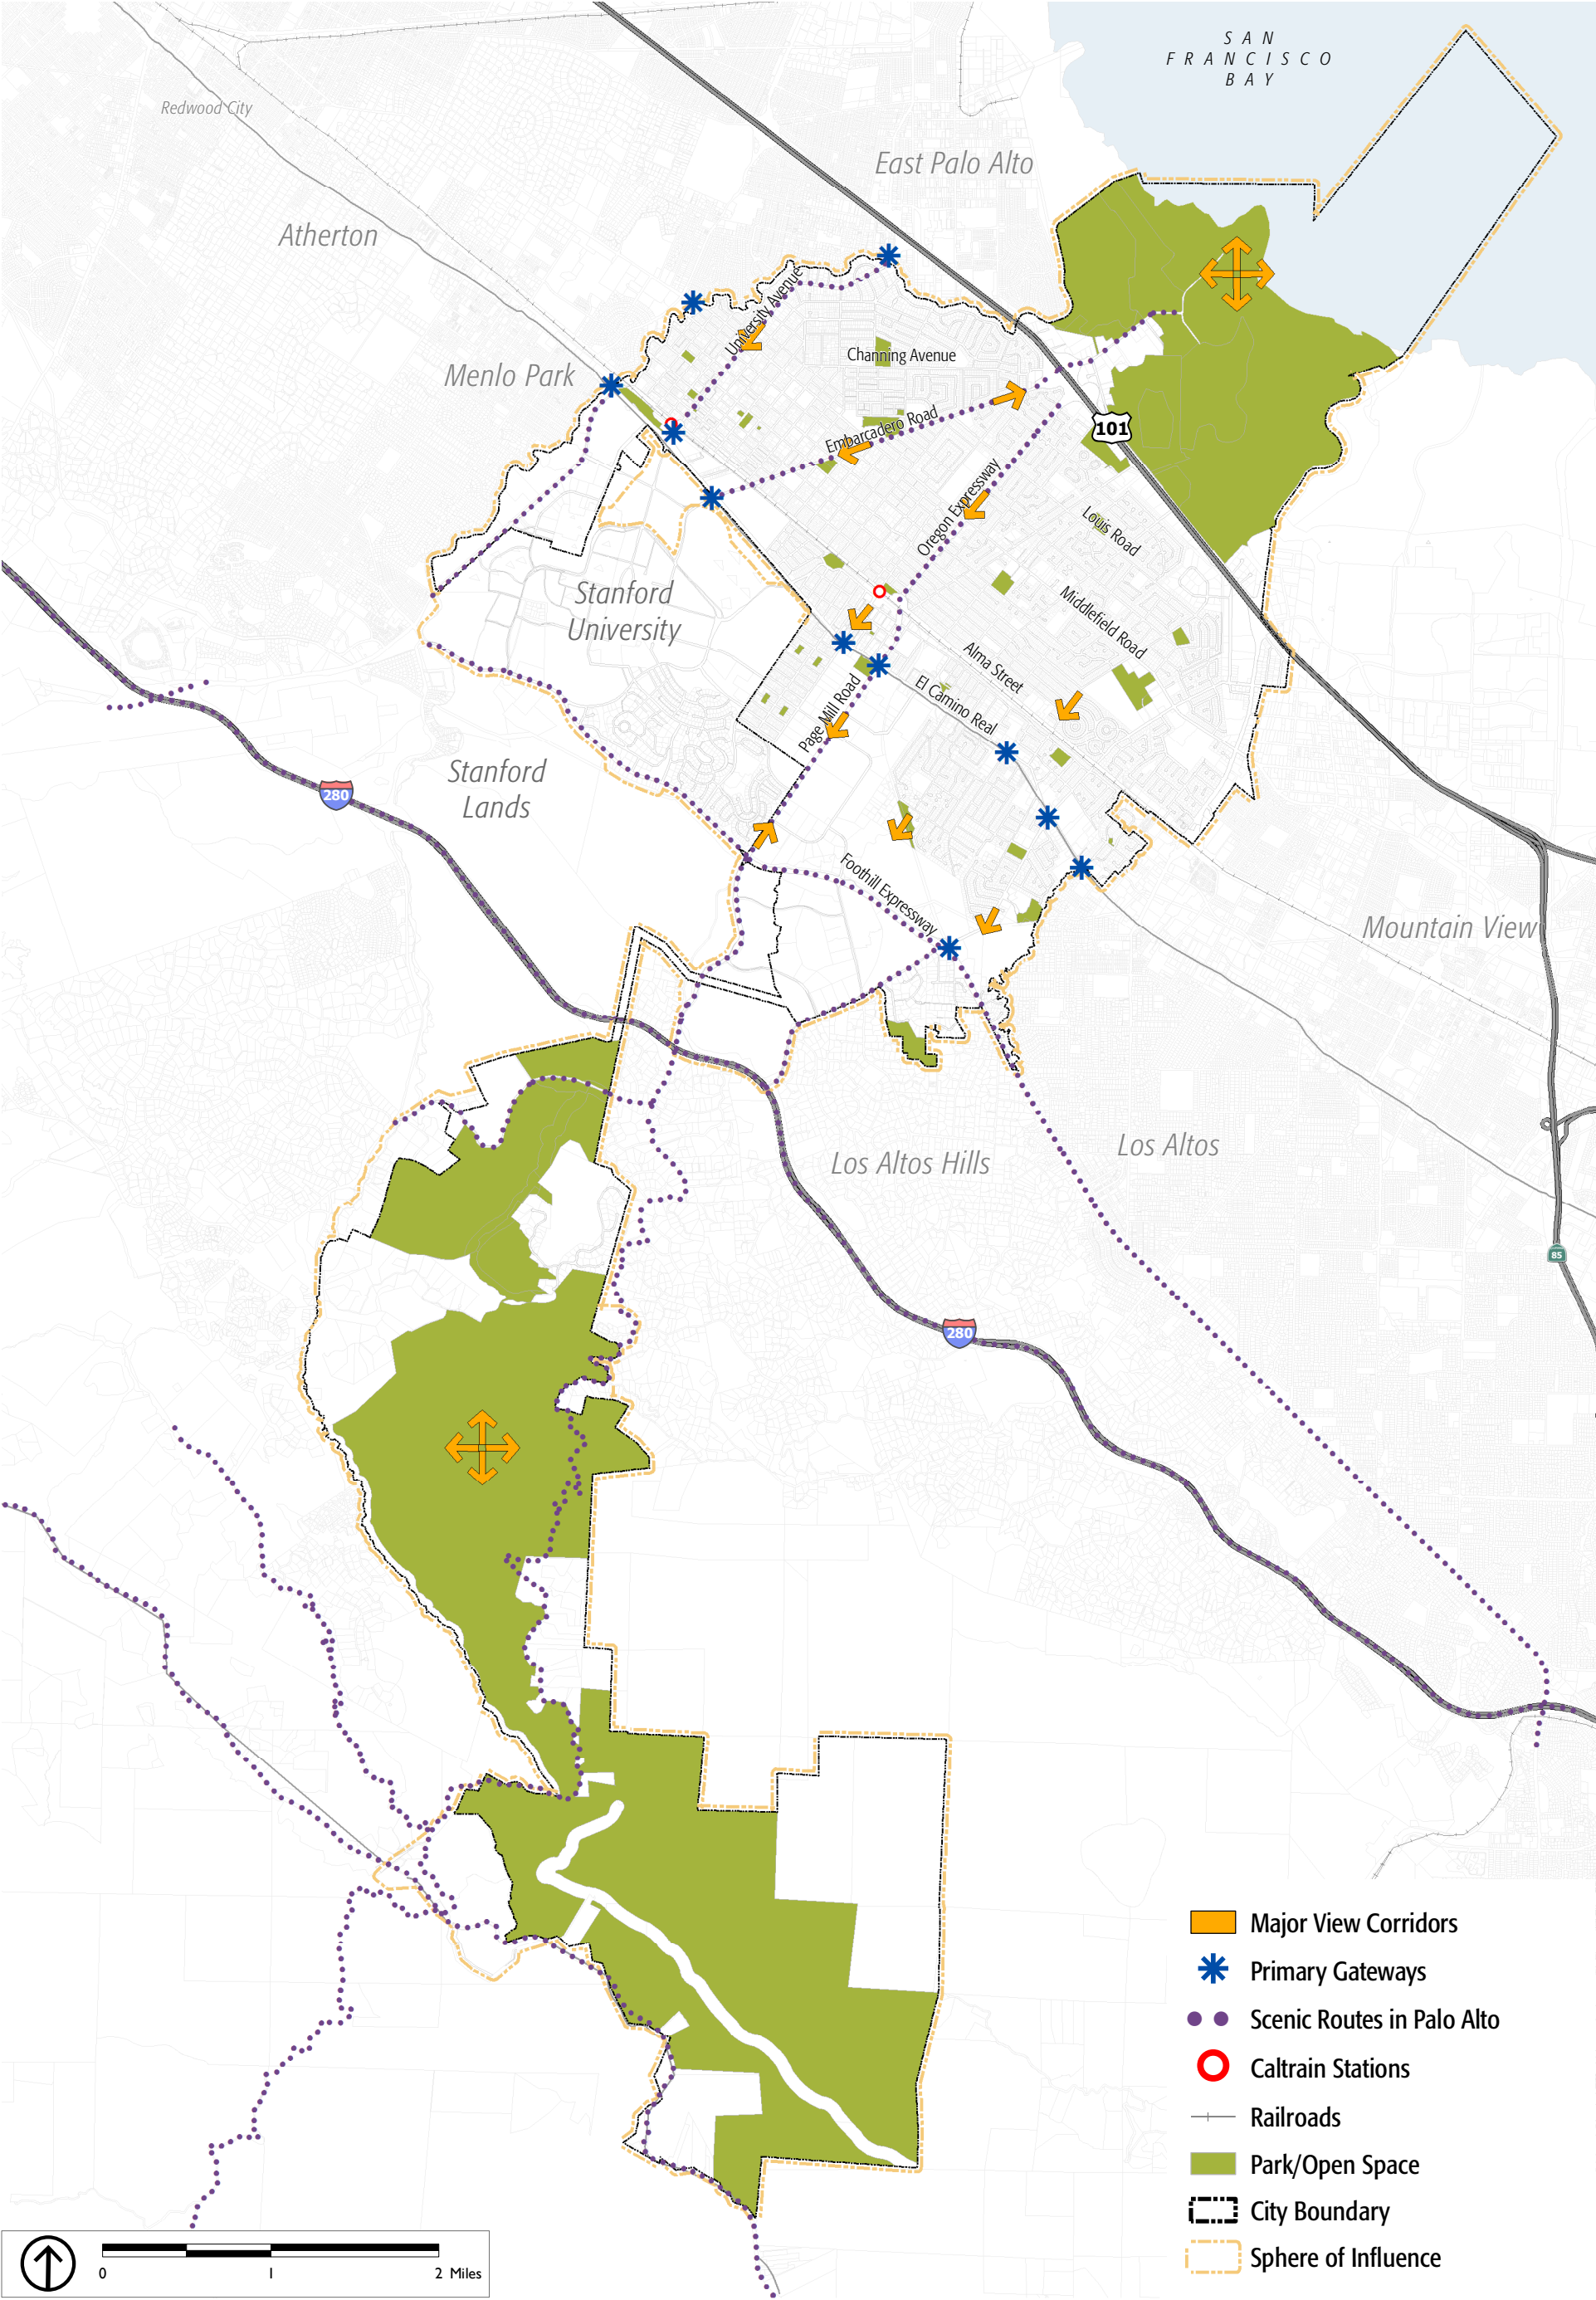 SAN
FRANCISCO
BAY
Redwood City
East Palo Alto
Atherton
University Avenue
Channing Avenue
Menlo Park
Embarcadero Road
101
Oregon Expressway
Louis Road
Stanford
University
Middlefield Road
Alma Street
El Camino Real
Page Mill Road
Stanford
Lands
280
Foothill Expressway
Mountain View
Los Altos
Los Altos Hills
85
280
Major View Corridors
Primary Gateways
Scenic Routes in Palo Alto
Caltrain Stations
Railroads
Park/Open Space
City Boundary
Sphere of Influence
0 1 2 Miles